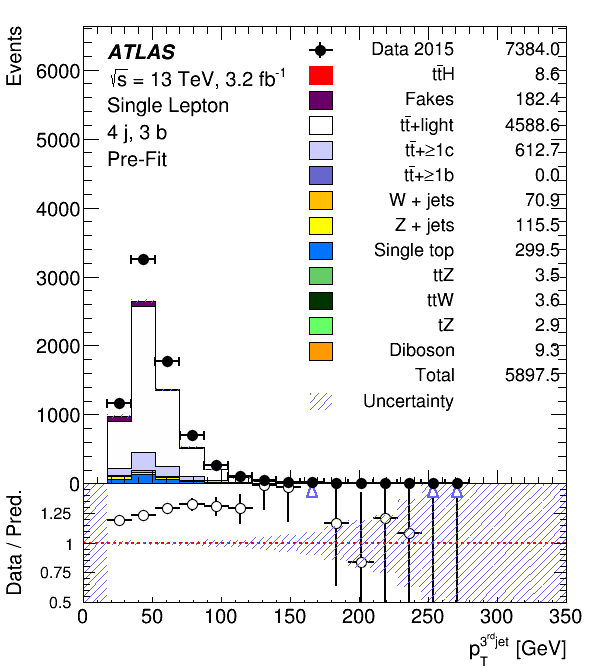 Events
6000
5000
4000
3000
2000
1000
0
ATLAS
√s = 13 TeV, 3.2 fb⁻¹
Single Lepton
4 j, 3 b
Pre-Fit
Data 2015 7384.0
tt̄H 8.6
Fakes 182.4
tt̄+light 4588.6
tt̄+≥1c 612.7
tt̄+≥1b 0.0
W + jets 70.9
Z + jets 115.5
Single top 299.5
ttZ 3.5
ttW 3.6
tZ 2.9
Diboson 9.3
Total 5897.5
Uncertainty
Data / Pred.
1.25
1
0.75
0.5
0 50 100 150 200 250 300 350
p_T^{3rd jet} [GeV]